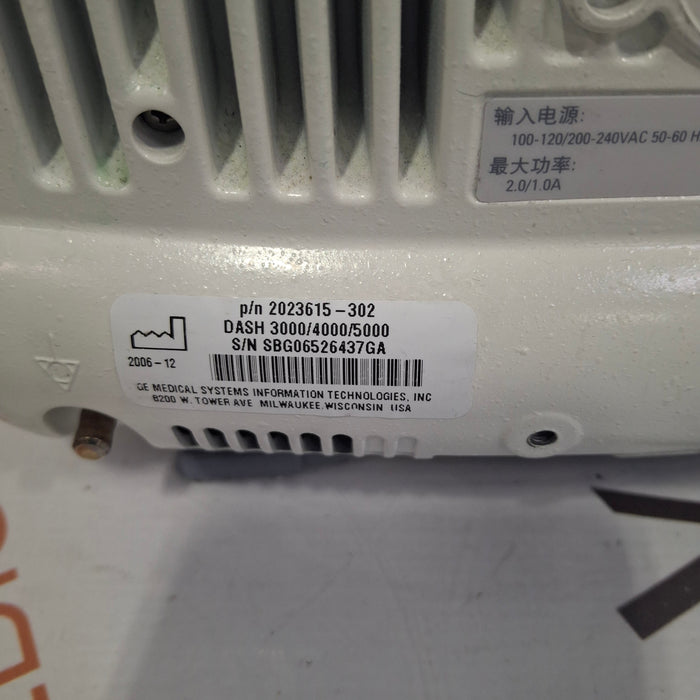 输入电源:
100-120/200-240VAC 50-60 H
最大功率:
2.0/1.0A
p/n 2023615-302
DASH 3000/4000/5000
S/N SBG06526437GA
2006-12
GE MEDICAL SYSTEMS INFORMATION TECHNOLOGIES, INC
8200 W. TOWER AVE MILWAUKEE, WISCONSIN USA